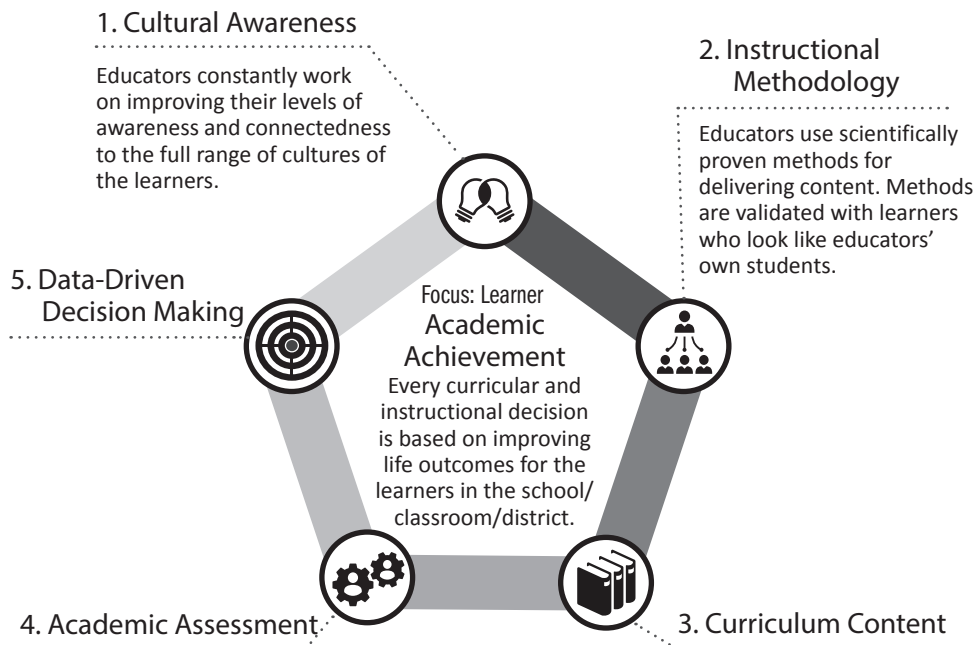 1. Cultural Awareness
Educators constantly work
on improving their levels of
awareness and connectedness
to the full range of cultures of
the learners.
2. Instructional
Methodology
Educators use scientifically
proven methods for
delivering content. Methods
are validated with learners
who look like educators’
own students.
5. Data-Driven
Decision Making
Focus: Learner
Academic
Achievement
Every curricular and
instructional decision
is based on improving
life outcomes for the
learners in the school/
classroom/district.
4. Academic Assessment
3. Curriculum Content